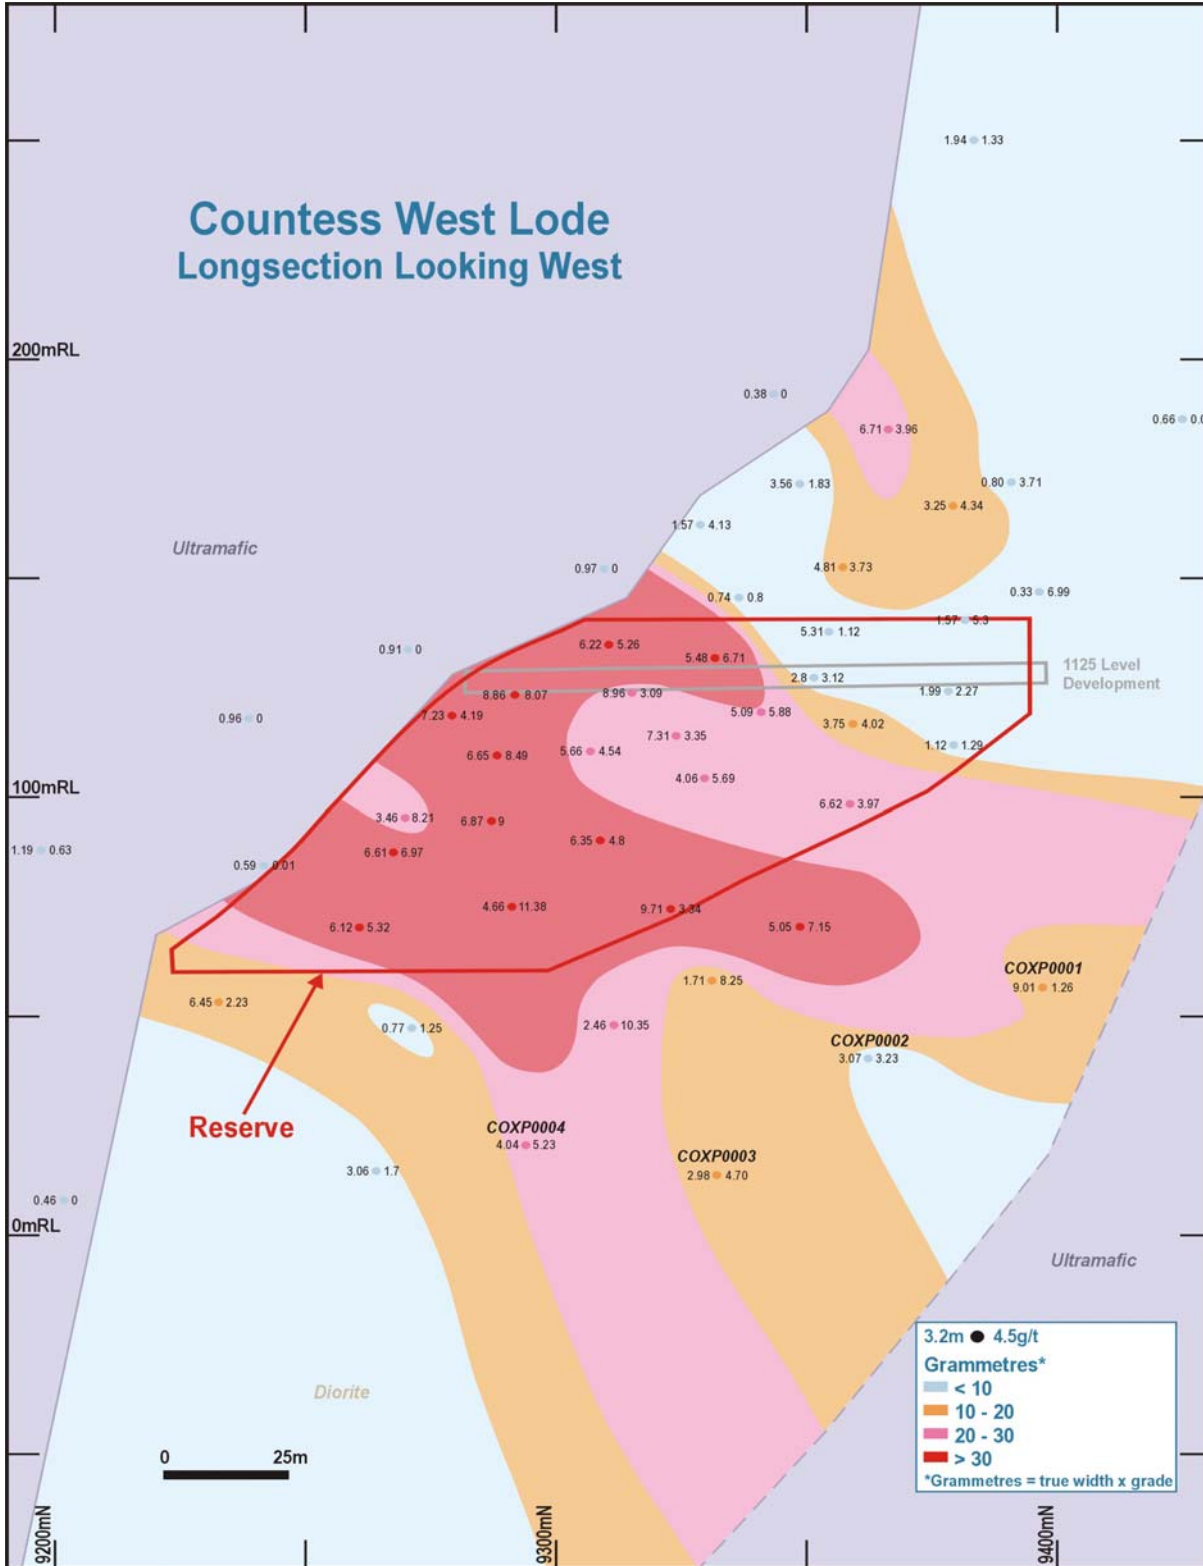 Countess West Lode
Longsection Looking West
1.94 1.33
200mRL
0.38 0
0.66 0.0
6.71 3.96
3.56 1.83
0.80 3.71
3.25 4.34
1.57 4.13
Ultramafic
0.97 0
4.81 3.73
0.74 0.8
0.33 6.99
1.57 5.3
5.31 1.12
6.22 5.26
0.91 0
5.48 6.71
1125 Level
Development
2.8 3.12
1.99 2.27
8.86 8.07
8.96 3.09
7.23 4.19
5.09 5.88
0.96 0
3.75 4.02
7.31 3.35
1.12 1.29
5.66 4.54
6.65 8.49
4.06 5.69
100mRL
6.62 3.97
3.46 8.21
6.87 9
6.35 4.8
1.19 0.63
6.61 6.97
0.59 0.01
4.66 11.38
9.71 3.34
6.12 5.32
5.05 7.15
COXP0001
1.71 8.25
9.01 1.26
6.45 2.23
2.46 10.35
0.77 1.25
COXP0002
3.07 3.23
Reserve
COXP0004
4.04 5.23
COXP0003
2.98 4.70
3.06 1.7
0.46 0
0mRL
Ultramafic
3.2m 4.5g/t
Grammetres*
< 10
10 - 20
20 - 30
> 30
*Grammetres = true width x grade
Diorite
0 25m
9200mN
9300mN
9400mN